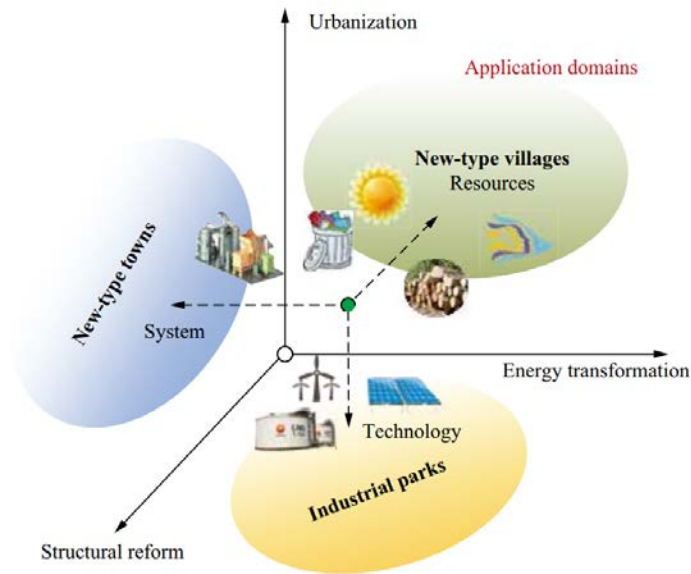 Urbanization
Application domains
New-type villages
Resources
New-type towns
System
Energy transformation
Technology
Industrial parks
Structural reform